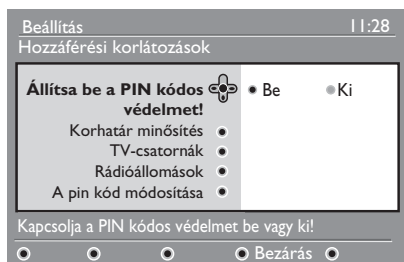 Beállítás 11:28
Hozzáférési korlátozások
Állítsa be a PIN kódos
védelmet!
Be Ki
Korhatár minősítés
TV-csatornák
Rádióállomások
A pin kód módosítása
Kapcsolja a PIN kódos védelmet be vagy ki!
Bezárás